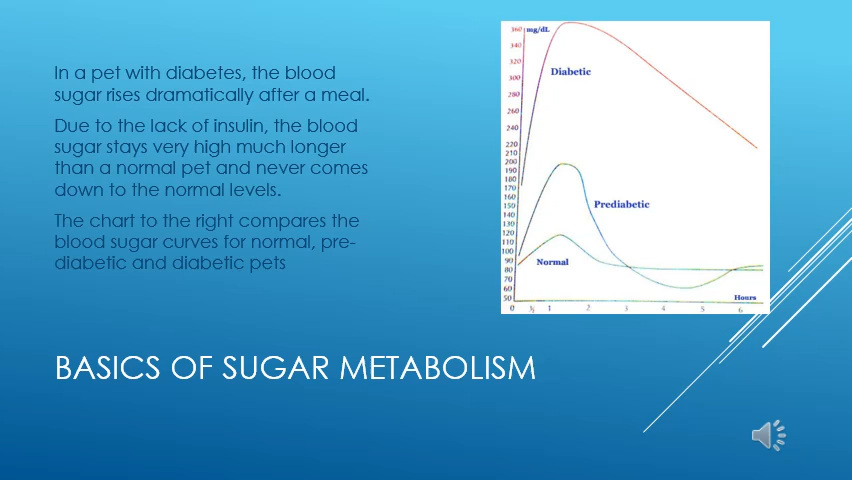 In a pet with diabetes, the blood
sugar rises dramatically after a meal.
Due to the lack of insulin, the blood
sugar stays very high much longer
than a normal pet and never comes
down to the normal levels.
The chart to the right compares the
blood sugar curves for normal, pre-
diabetic and diabetic pets
BASICS OF SUGAR METABOLISM
mg/dL
360
340
320
300
280
260
240
220
210
200
190
180
170
160
150
140
130
120
110
100
90
80
70
60
50
Diabetic
Prediabetic
Normal
Hours
0 1 2 3 4 5 6